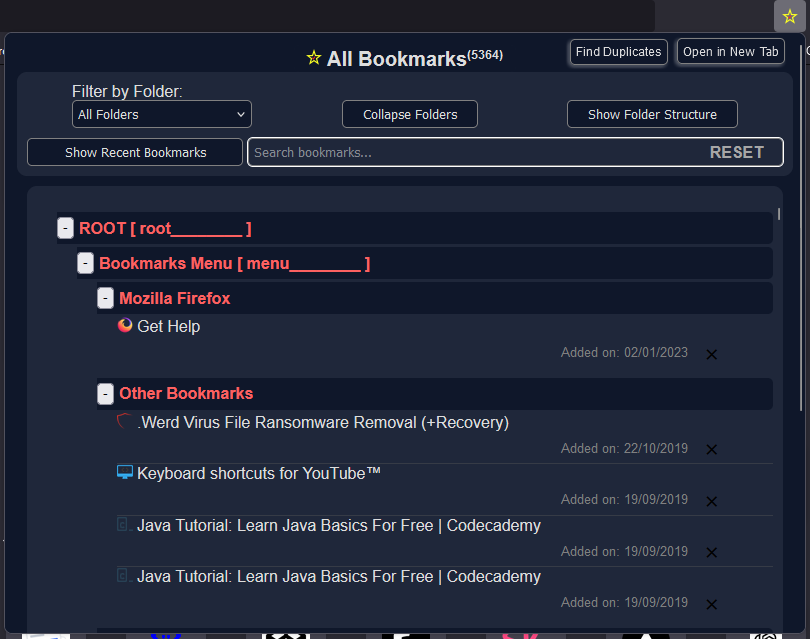 ☆ All Bookmarks(5364)
Find Duplicates
Open in New Tab
Filter by Folder:
All Folders
Collapse Folders
Show Folder Structure
Show Recent Bookmarks
Search bookmarks...
RESET
- ROOT [ root________ ]
- Bookmarks Menu [ menu________ ]
- Mozilla Firefox
Get Help
Added on: 02/01/2023
- Other Bookmarks
.Werd Virus File Ransomware Removal (+Recovery)
Added on: 22/10/2019
Keyboard shortcuts for YouTube™
Added on: 19/09/2019
Java Tutorial: Learn Java Basics For Free | Codecademy
Added on: 19/09/2019
Java Tutorial: Learn Java Basics For Free | Codecademy
Added on: 19/09/2019